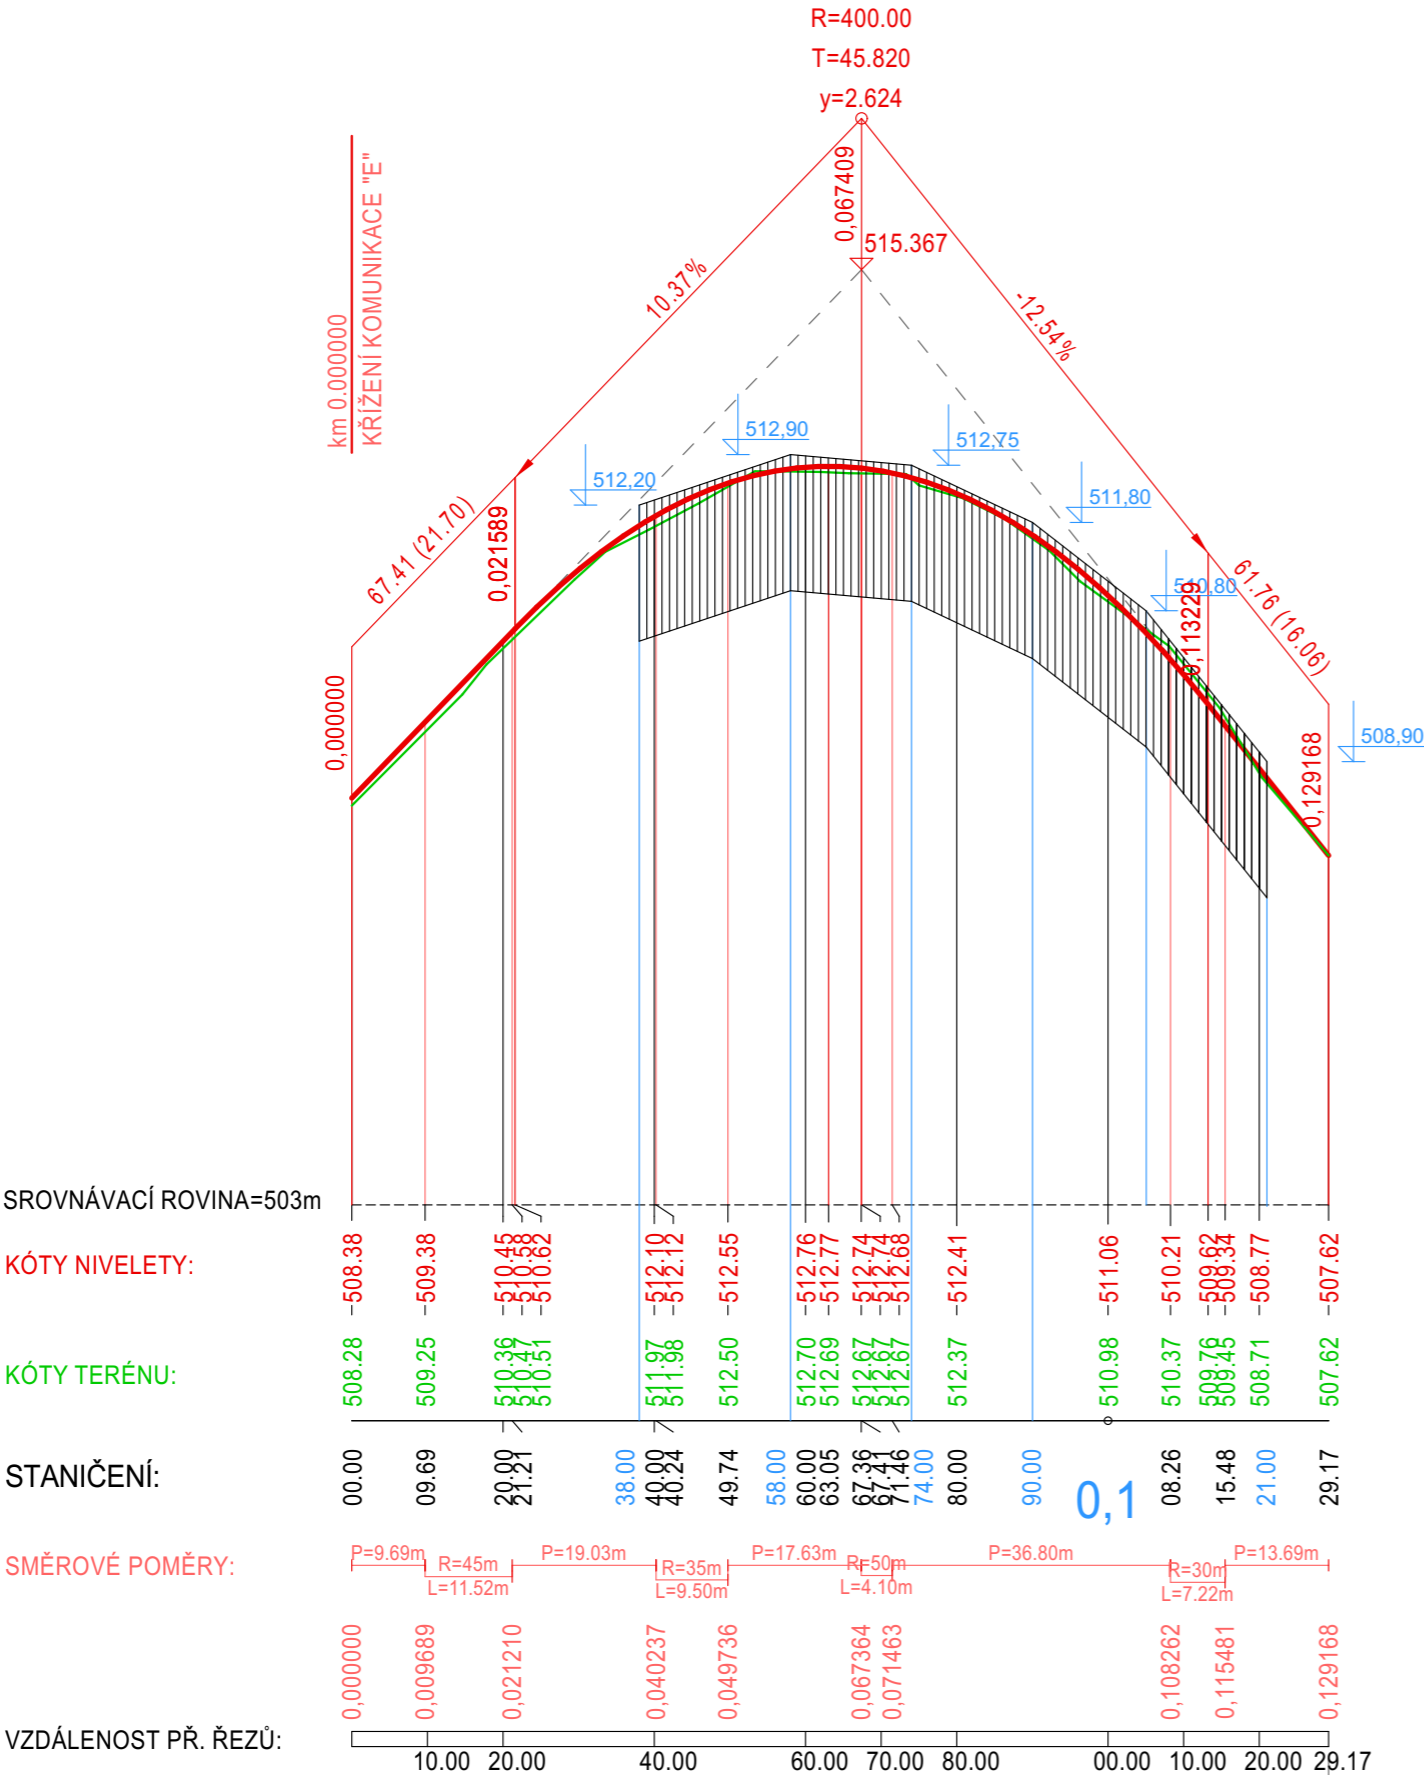 R=400.00
T=45.820
y=2.624
0,067409
515.367
km 0.000000
KŘÍŽENÍ KOMUNIKACE "E"
10.37%
-12.54%
512,20
512,90
512,75
511,80
510,80
508,90
67.41 (21.70)
61.76 (16.06)
0,000000
0,021589
0,113229
0,129168
SROVNÁVACÍ ROVINA=503m
KÓTY NIVELETY:
508.38 509.38 510.45 510.58 510.62 512.10 512.12 512.55 512.76 512.77 512.74 512.74 512.68 512.41 511.06 510.21 509.62 509.34 508.77 507.62
KÓTY TERÉNU:
508.28 509.25 510.36 510.47 510.51 511.97 511.98 512.50 512.70 512.69 512.67 512.67 512.67 512.37 510.98 510.37 509.76 509.45 508.71 507.62
STANIČENÍ:
00.00 09.69 20.00 21.21 38.00 40.00 40.24 49.74 58.00 60.00 63.05 67.36 67.41 71.46 74.00 80.00 90.00 0,1 08.26 15.48 21.00 29.17
SMĚROVÉ POMĚRY:
P=9.69m R=45m P=19.03m R=35m P=17.63m R=50m P=36.80m R=30m P=13.69m
L=11.52m L=9.50m L=4.10m L=7.22m
0,000000 0,009689 0,021210 0,040237 0,049736 0,067364 0,071463 0,108262 0,115481 0,129168
VZDÁLENOST PŘ. ŘEZŮ:
10.00 20.00 40.00 60.00 70.00 80.00 00.00 10.00 20.00 29.17